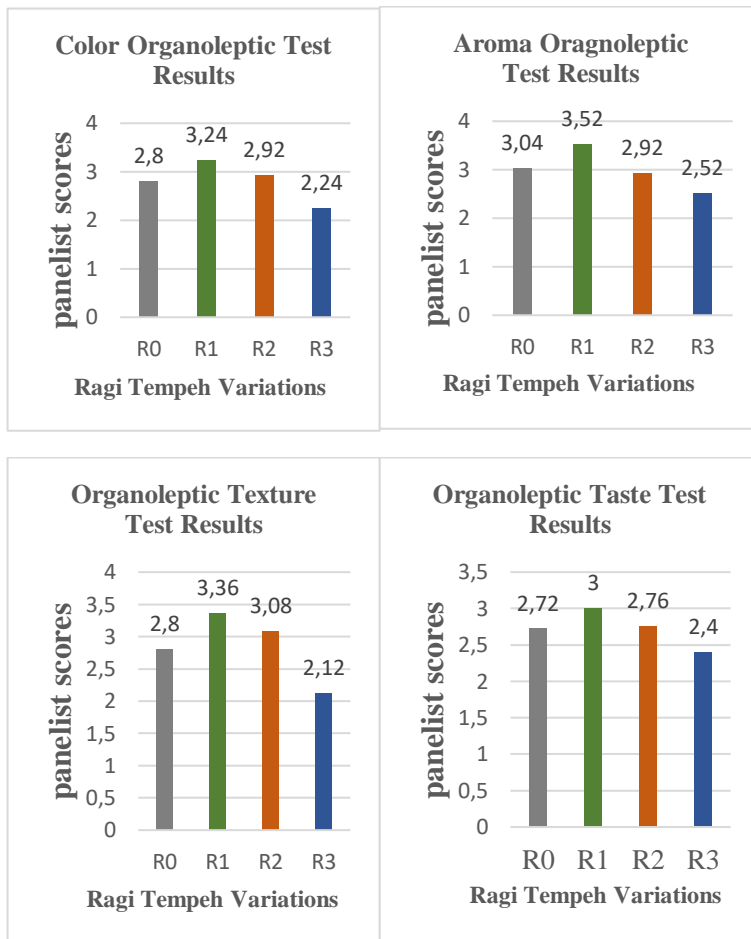 Color Organoleptic Test
Results
panelist scores
4
3
2
1
0
2,8
3,24
2,92
2,24
R0 R1 R2 R3
Ragi Tempeh Variations
Aroma Oragnoleptic
Test Results
panelist scores
4
3
2
1
0
3,04
3,52
2,92
2,52
R0 R1 R2 R3
Ragi Tempeh Variations
Organoleptic Texture
Test Results
panelist scores
4
3,5
3
2,5
2
1,5
1
0,5
0
2,8
3,36
3,08
2,12
R0 R1 R2 R3
Ragi Tempeh Variations
Organoleptic Taste Test
Results
panelist scores
3,5
3
2,5
2
1,5
1
0,5
0
2,72
3
2,76
2,4
R0 R1 R2 R3
Ragi Tempeh Variations